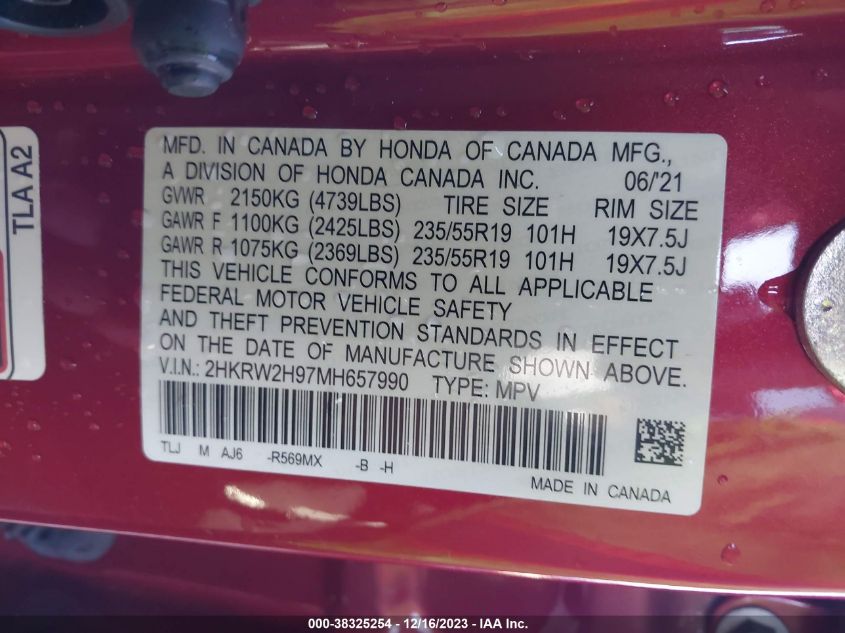 TLA A2
MFD. IN CANADA BY HONDA OF CANADA MFG.,
A DIVISION OF HONDA CANADA INC. 06/'21
GVWR 2150KG (4739LBS) TIRE SIZE RIM SIZE
GAWR F 1100KG (2425LBS) 235/55R19 101H 19X7.5J
GAWR R 1075KG (2369LBS) 235/55R19 101H 19X7.5J
THIS VEHICLE CONFORMS TO ALL APPLICABLE
FEDERAL MOTOR VEHICLE SAFETY
AND THEFT PREVENTION STANDARDS IN EFFECT
ON THE DATE OF MANUFACTURE SHOWN ABOVE.
V.I.N.: 2HKRW2H97MH657990 TYPE: MPV
TLJ M AJ6 -R569MX -B -H
MADE IN CANADA
000-38325254 - 12/16/2023 - IAA Inc.